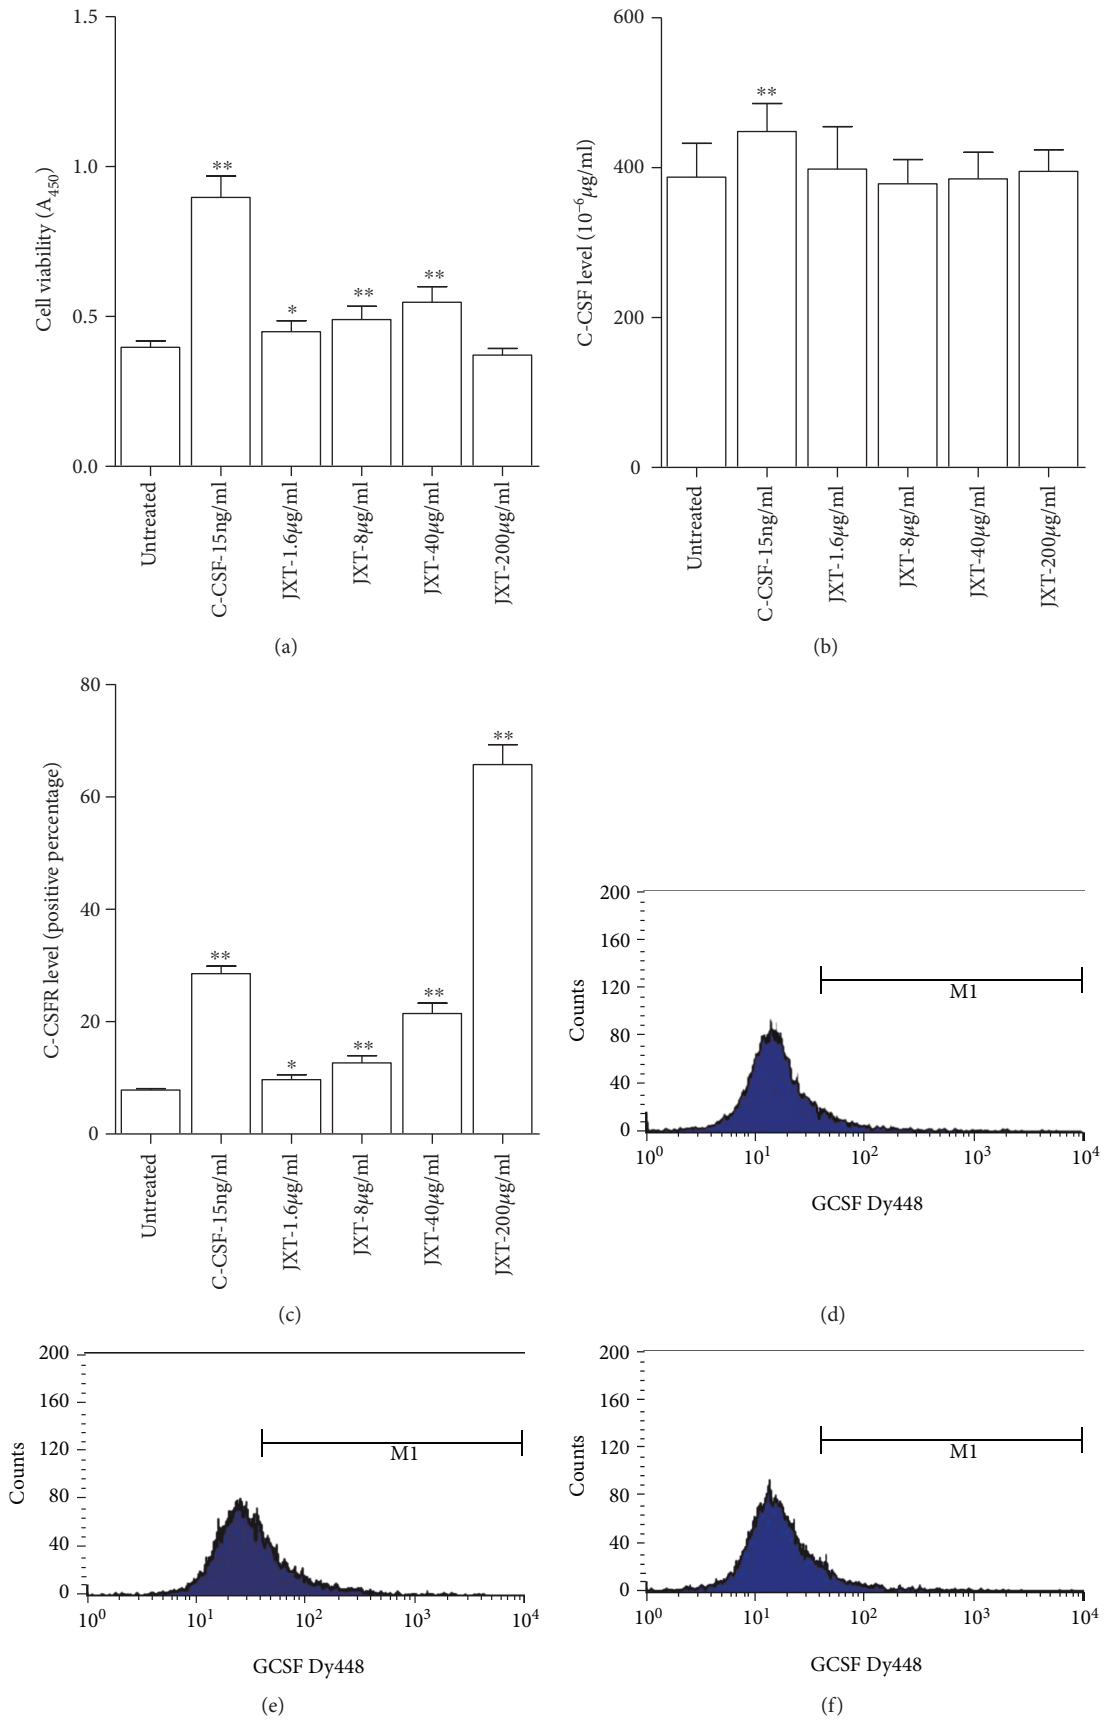 Cell viability (A450)
1.5
1.0
0.5
0.0
**
*
**
**
Untreated
C-CSF-15ng/ml
JXT-1.6μg/ml
JXT-8μg/ml
JXT-40μg/ml
JXT-200μg/ml
(a)
C-CSF level (10−6μg/ml)
600
400
200
0
**
Untreated
C-CSF-15ng/ml
JXT-1.6μg/ml
JXT-8μg/ml
JXT-40μg/ml
JXT-200μg/ml
(b)
C-CSFR level (positive percentage)
80
60
40
20
0
**
*
**
**
**
Untreated
C-CSF-15ng/ml
JXT-1.6μg/ml
JXT-8μg/ml
JXT-40μg/ml
JXT-200μg/ml
(c)
Counts
200
160
120
80
40
0
M1
100 101 102 103 104
GCSF Dy448
(d)
Counts
200
160
120
80
40
0
M1
100 101 102 103 104
GCSF Dy448
(e)
Counts
200
160
120
80
40
0
M1
100 101 102 103 104
GCSF Dy448
(f)